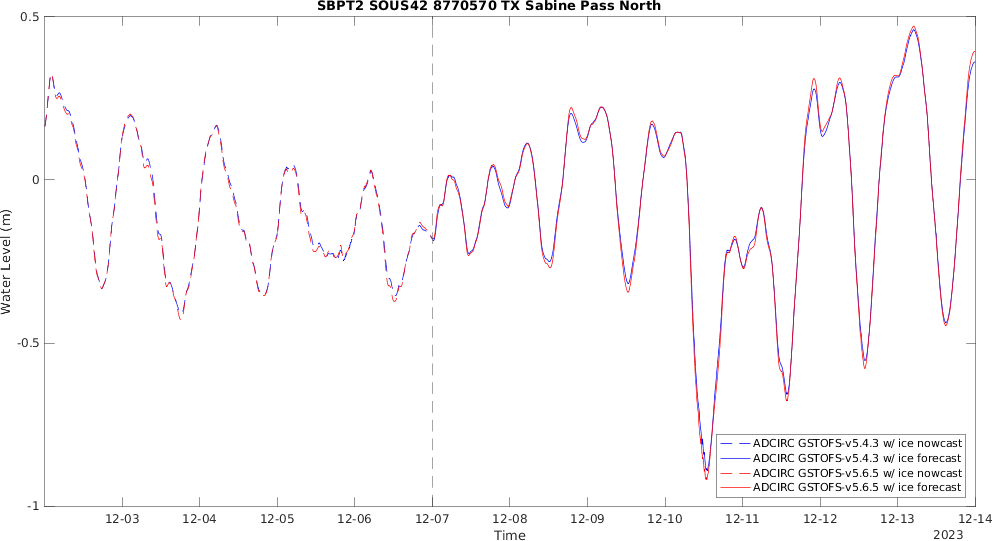 SBPT2 SOUS42 8770570 TX Sabine Pass North
0.5
0
-0.5
-1
Water Level (m)
12-03 12-04 12-05 12-06 12-07 12-08 12-09 12-10 12-11 12-12 12-13 12-14
Time
2023
ADCIRC GSTOFS-v5.4.3 w/ ice nowcast
ADCIRC GSTOFS-v5.4.3 w/ ice forecast
ADCIRC GSTOFS-v5.6.5 w/ ice nowcast
ADCIRC GSTOFS-v5.6.5 w/ ice forecast